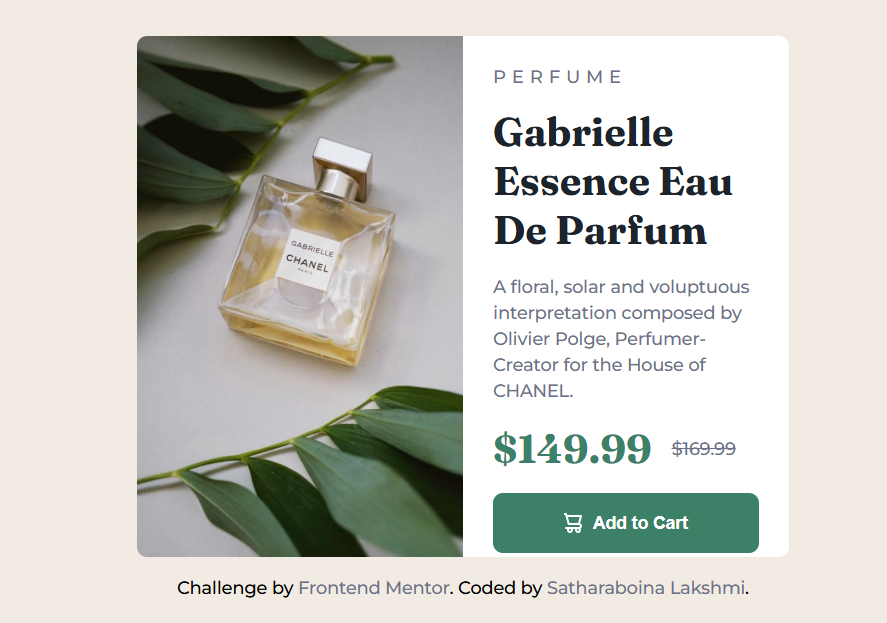 GABRIELLE
CHANEL
PARIS
PERFUME
Gabrielle
Essence Eau
De Parfum
A floral, solar and voluptuous
interpretation composed by
Olivier Polge, Perfumer-
Creator for the House of
CHANEL.
$149.99 $169.99
Add to Cart
Challenge by Frontend Mentor. Coded by Satharaboina Lakshmi.